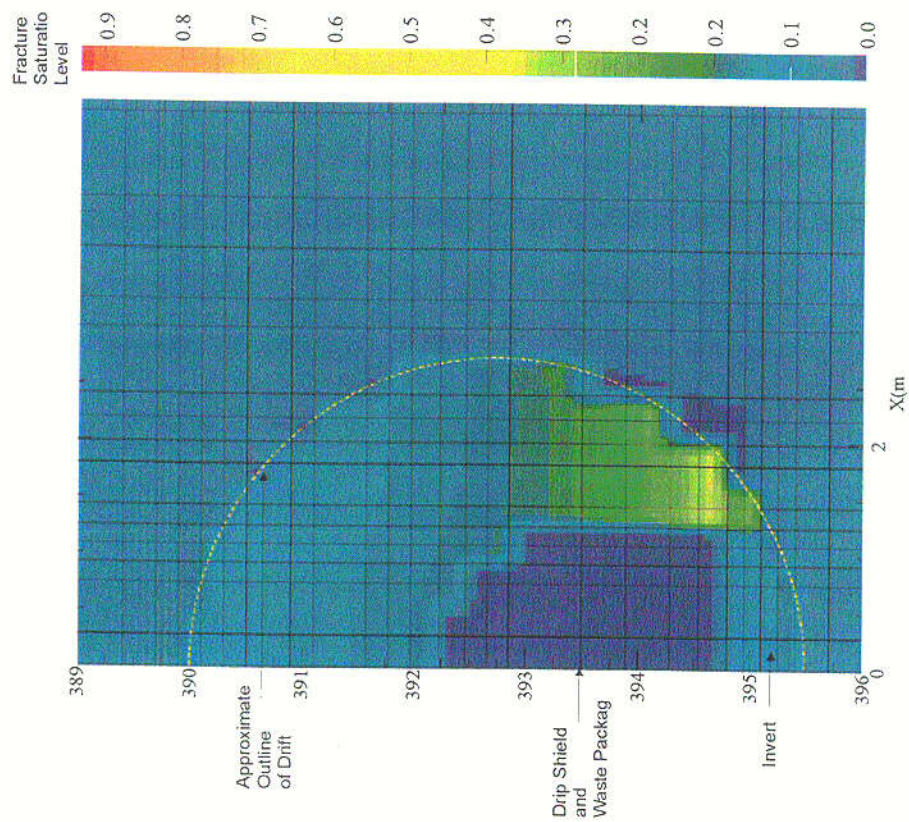 Fracture
Saturatio
Level
0.9
0.8
0.7
0.6
0.5
0.4
0.3
0.2
0.2
0.1
0.0
389
390
391
392
393
394
395
396
0
2
X(m
Approximate
Outline
of Drift
Drip Shield
and
Waste Packag
Invert